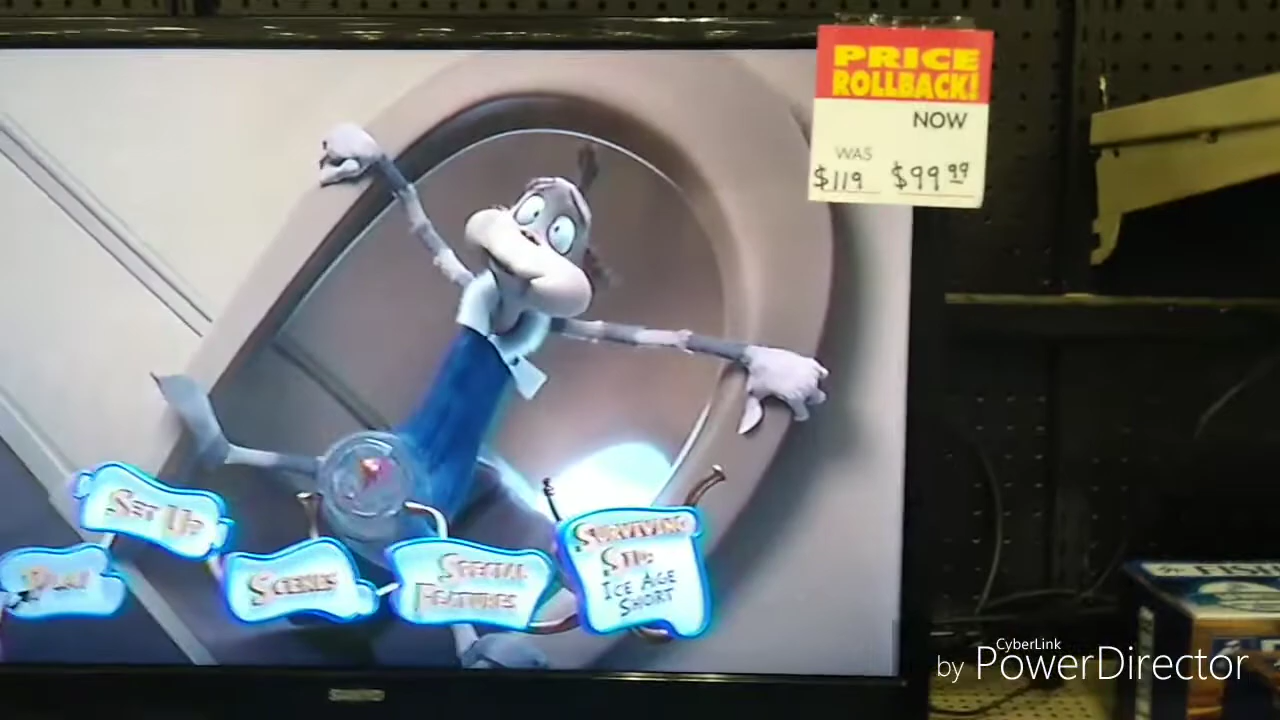 PRICE
ROLLBACK!
NOW
WAS
$119 $99 99
SET UP
PLAY
SCENES
SPECIAL
FEATURES
SURVIVING
SID:
ICE AGE
SHORT
FISH
CyberLink
by PowerDirector